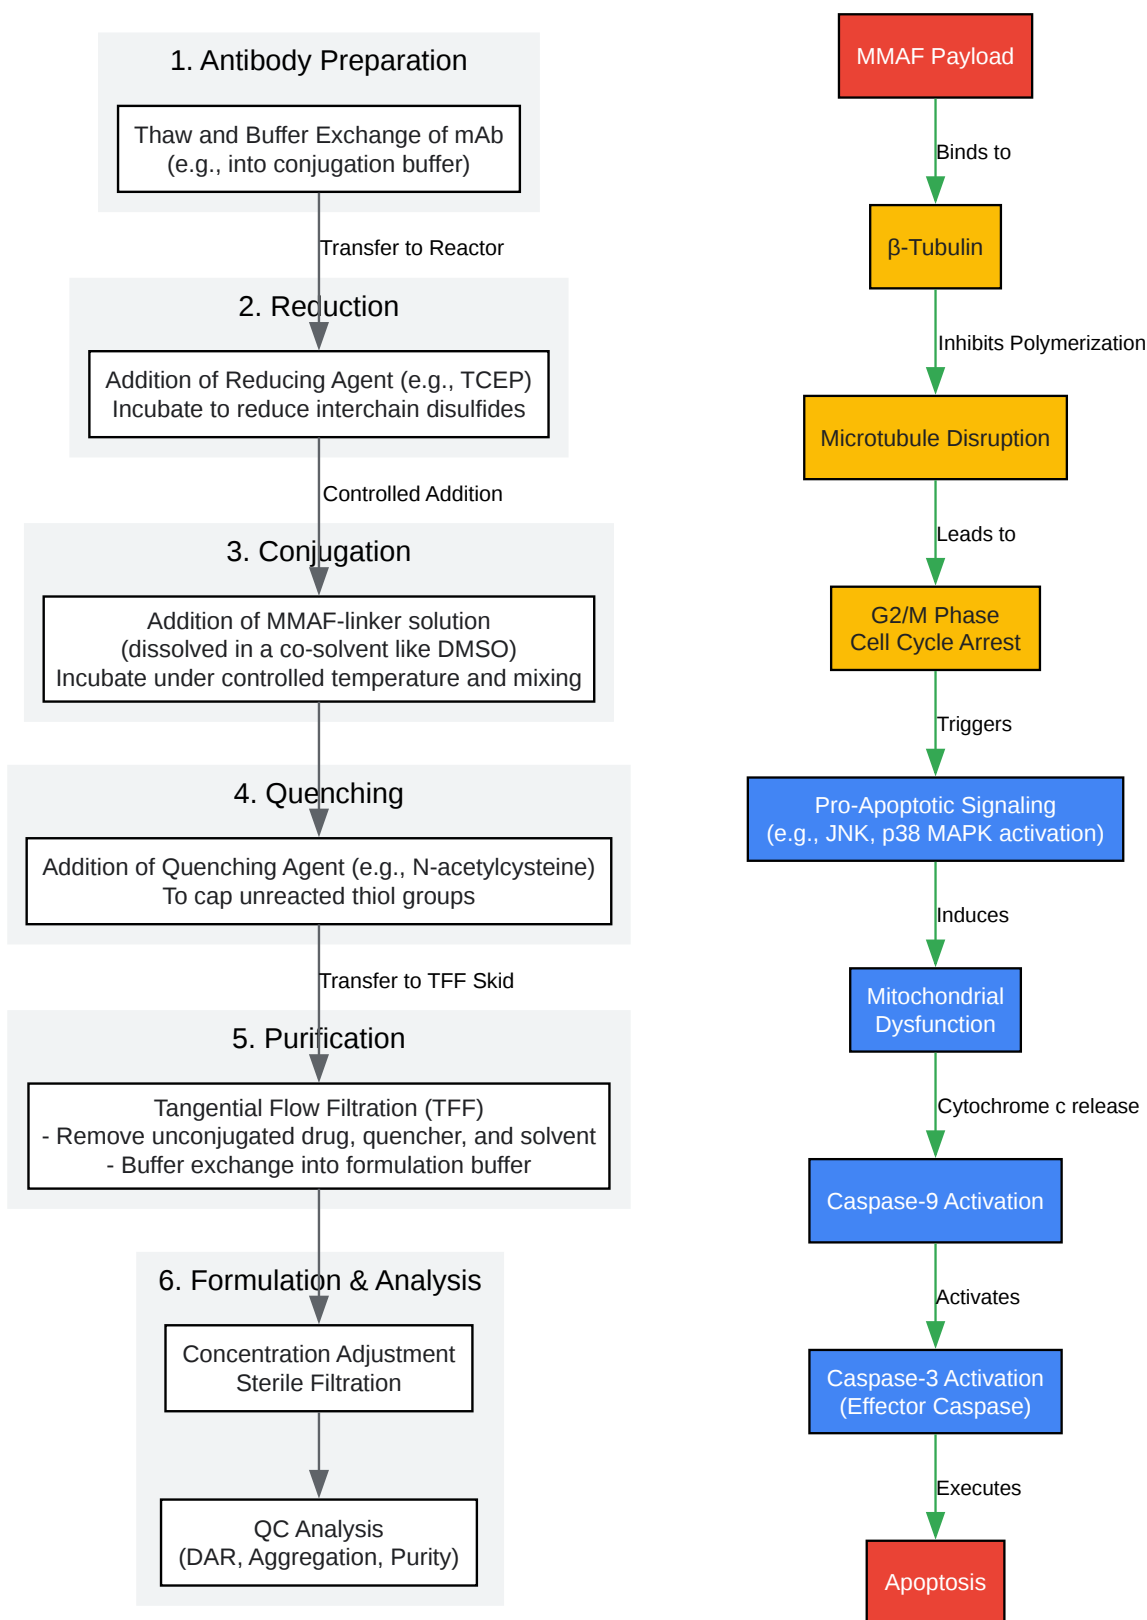 1. Antibody Preparation
Thaw and Buffer Exchange of mAb
(e.g., into conjugation buffer)
Transfer to Reactor
2. Reduction
Addition of Reducing Agent (e.g., TCEP)
Incubate to reduce interchain disulfides
Controlled Addition
3. Conjugation
Addition of MMAF-linker solution
(dissolved in a co-solvent like DMSO)
Incubate under controlled temperature and mixing
4. Quenching
Addition of Quenching Agent (e.g., N-acetylcysteine)
To cap unreacted thiol groups
Transfer to TFF Skid
5. Purification
Tangential Flow Filtration (TFF)
- Remove unconjugated drug, quencher, and solvent
- Buffer exchange into formulation buffer
6. Formulation & Analysis
Concentration Adjustment
Sterile Filtration
QC Analysis
(DAR, Aggregation, Purity)
MMAF Payload
Binds to
β-Tubulin
Inhibits Polymerization
Microtubule Disruption
Leads to
G2/M Phase
Cell Cycle Arrest
Triggers
Pro-Apoptotic Signaling
(e.g., JNK, p38 MAPK activation)
Induces
Mitochondrial
Dysfunction
Cytochrome c release
Caspase-9 Activation
Activates
Caspase-3 Activation
(Effector Caspase)
Executes
Apoptosis